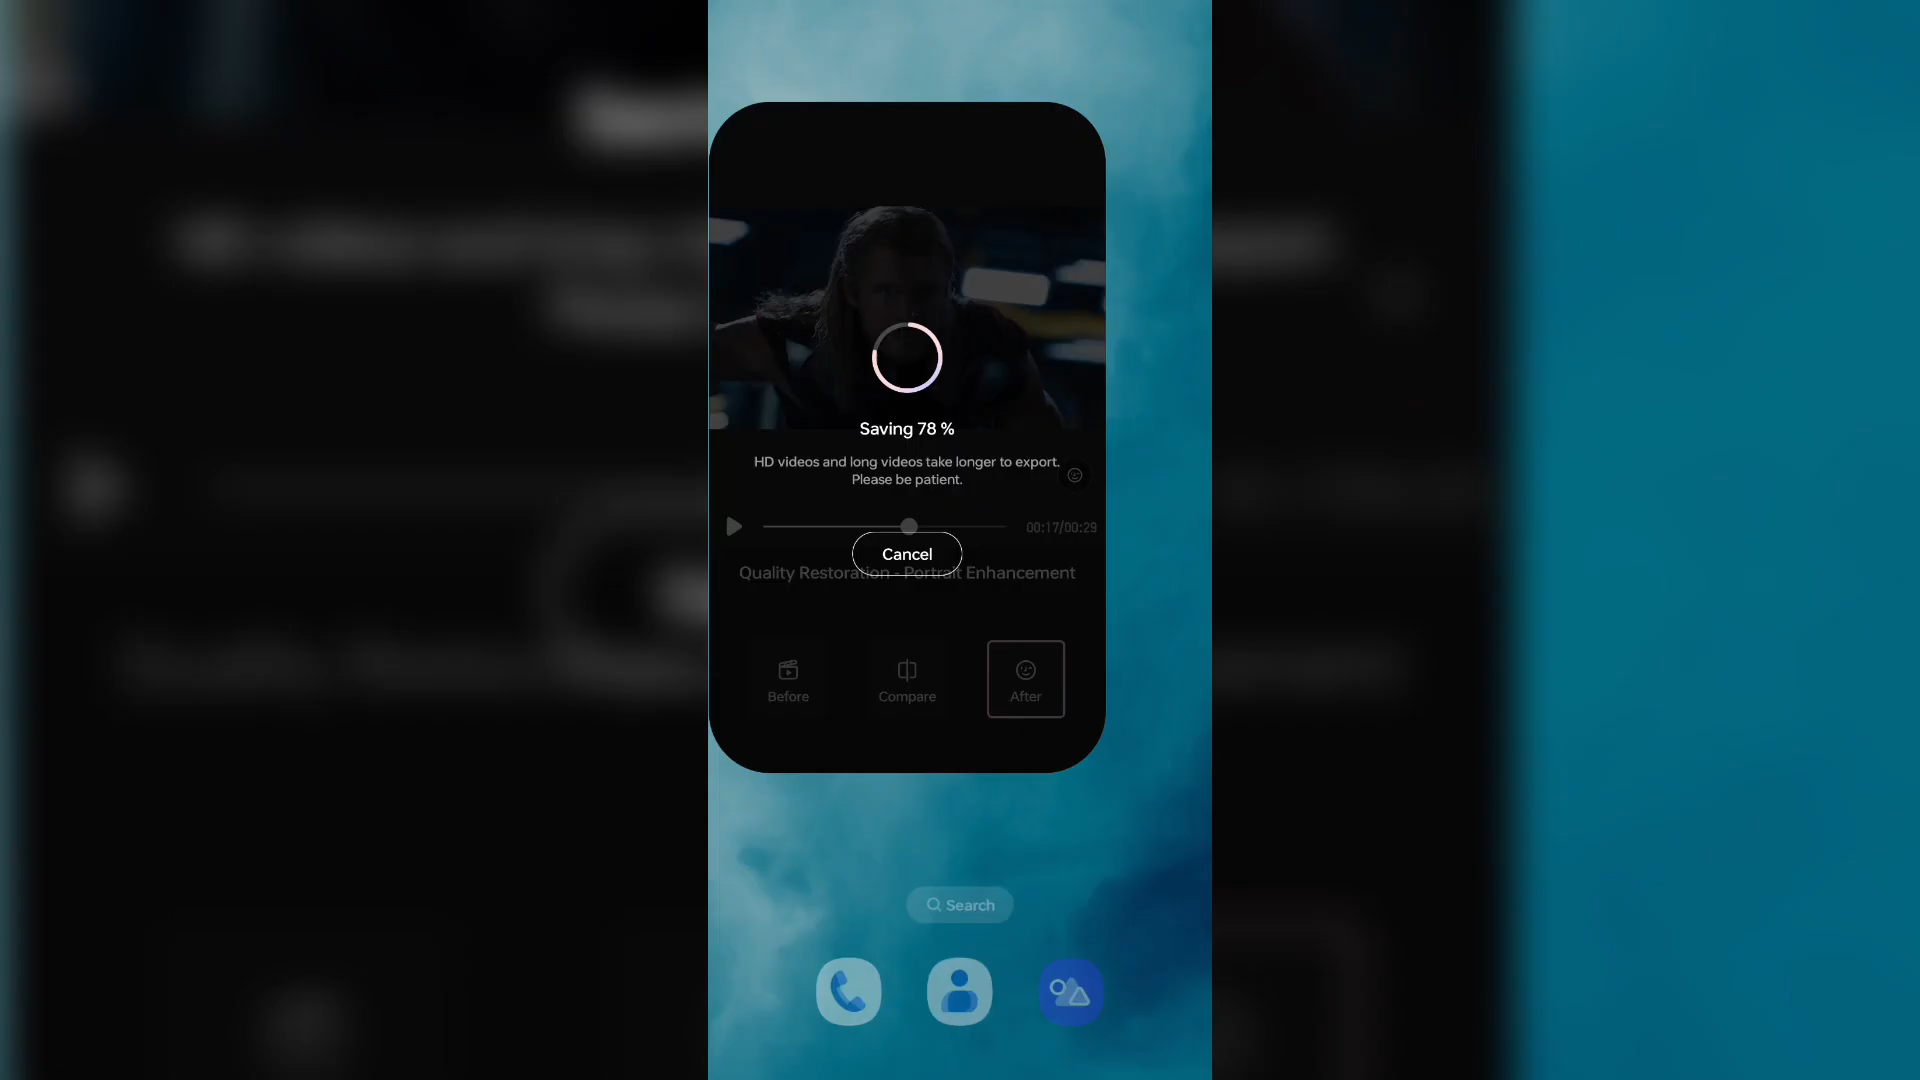 Saving 78 %
HD videos and long videos take longer to export.
Please be patient.
00:17/00:29
Cancel
Quality Restoration - Portrait Enhancement
Before
Compare
After
Search